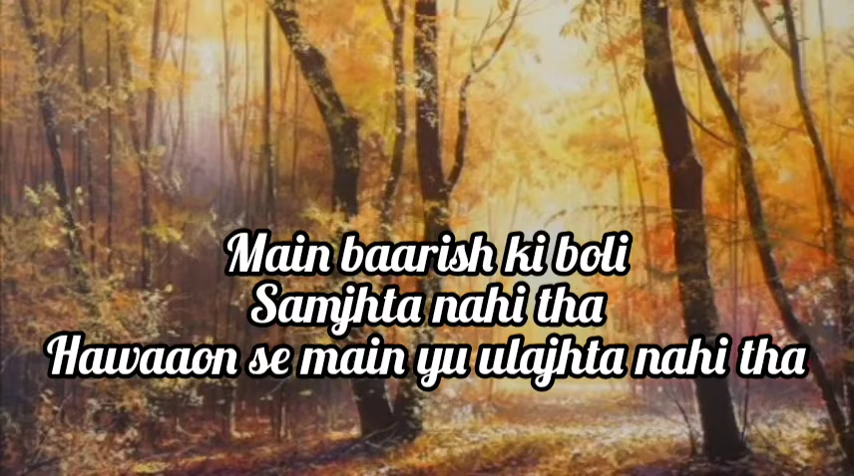 Main baarish ki boli
Samjhta nahi tha
Hawaaon se main yu ulajhta nahi tha